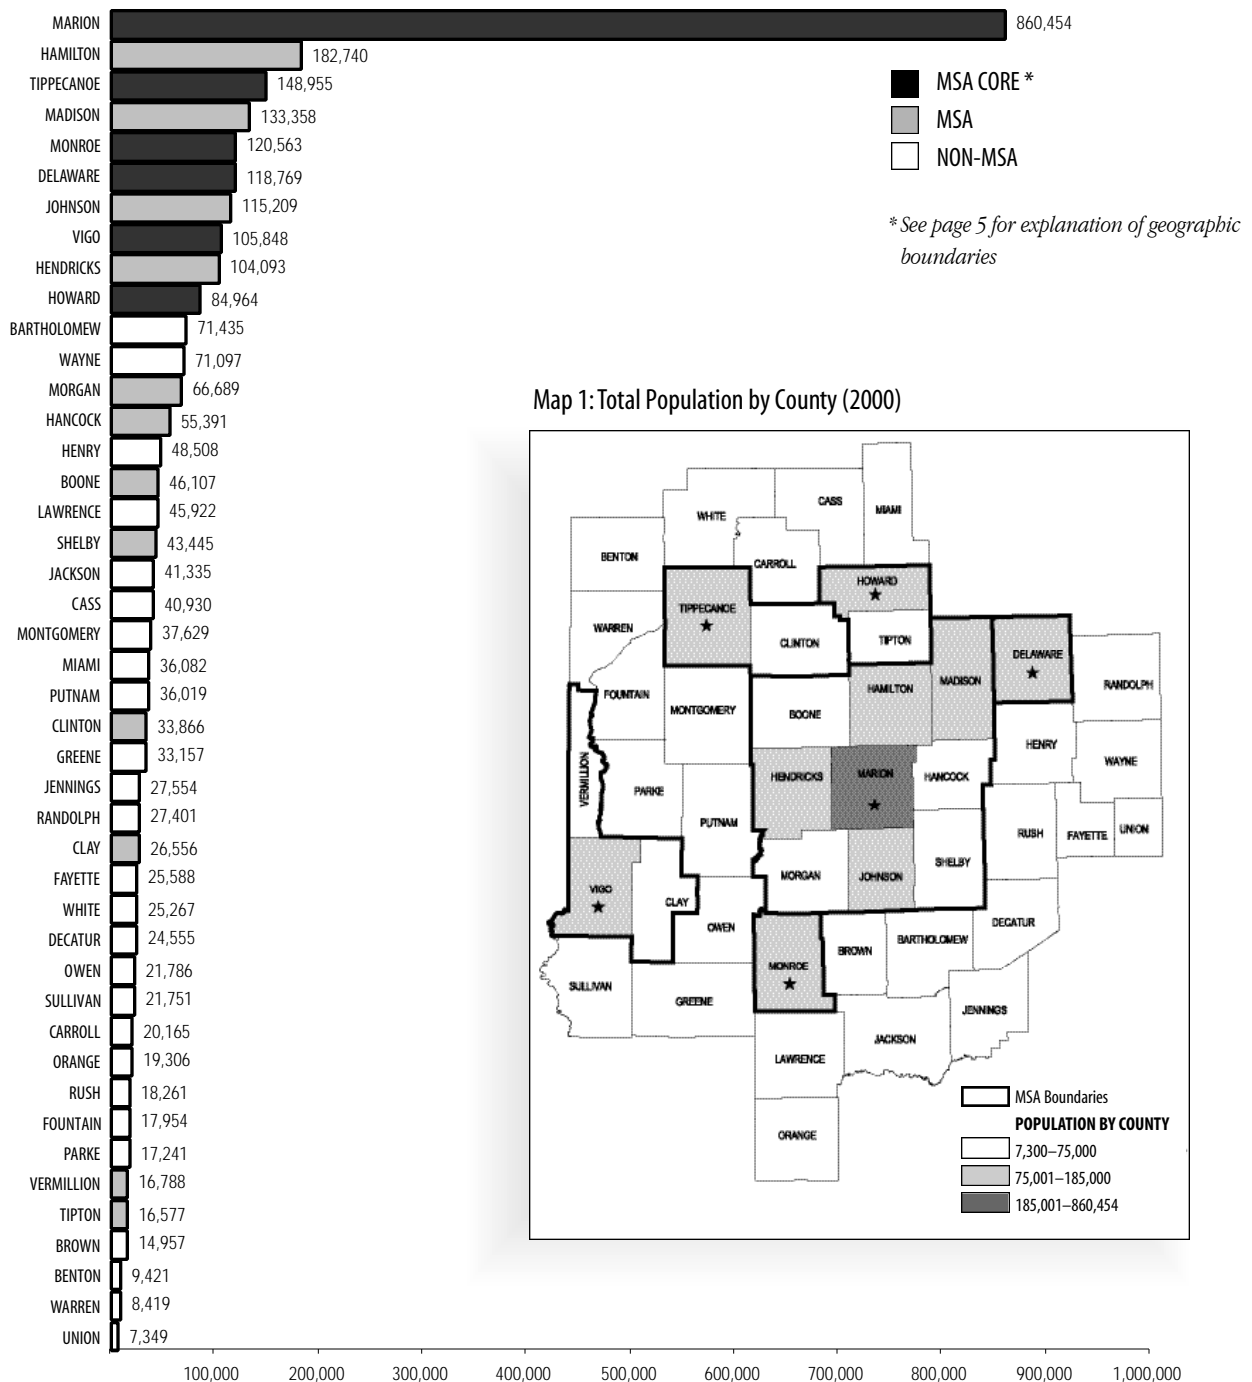 MARION 860,454
HAMILTON 182,740
TIPPECANOE 148,955
MADISON 133,358
MONROE 120,563
DELAWARE 118,769
JOHNSON 115,209
VIGO 105,848
HENDRICKS 104,093
HOWARD 84,964
BARTHOLOMEW 71,435
WAYNE 71,097
MORGAN 66,689
HANCOCK 55,391
HENRY 48,508
BOONE 46,107
LAWRENCE 45,922
SHELBY 43,445
JACKSON 41,335
CASS 40,930
MONTGOMERY 37,629
MIAMI 36,082
PUTNAM 36,019
CLINTON 33,866
GREENE 33,157
JENNINGS 27,554
RANDOLPH 27,401
CLAY 26,556
FAYETTE 25,588
WHITE 25,267
DECATUR 24,555
OWEN 21,786
SULLIVAN 21,751
CARROLL 20,165
ORANGE 19,306
RUSH 18,261
FOUNTAIN 17,954
PARKE 17,241
VERMILLION 16,788
TIPTON 16,577
BROWN 14,957
BENTON 9,421
WARREN 8,419
UNION 7,349
100,000 200,000 300,000 400,000 500,000 600,000 700,000 800,000 900,000 1,000,000
MSA CORE *
MSA
NON-MSA
* See page 5 for explanation of geographic
boundaries
Map 1: Total Population by County (2000)
WHITE
CASS
MIAMI
BENTON
CARROLL
HOWARD
TIPPECANOE
WARREN
CLINTON
TIPTON
DELAWARE
MADISON
RANDOLPH
HAMILTON
FOUNTAIN
MONTGOMERY
BOONE
HENRY
WAYNE
VERMILLION
PARKE
HENDRICKS
MARION
HANCOCK
PUTNAM
RUSH
FAYETTE
UNION
SHELBY
MORGAN
JOHNSON
VIGO
CLAY
OWEN
DECATUR
BROWN
BARTHOLOMEW
MONROE
SULLIVAN
GREENE
JENNINGS
JACKSON
LAWRENCE
ORANGE
MSA Boundaries
POPULATION BY COUNTY
7,300–75,000
75,001–185,000
185,001–860,454